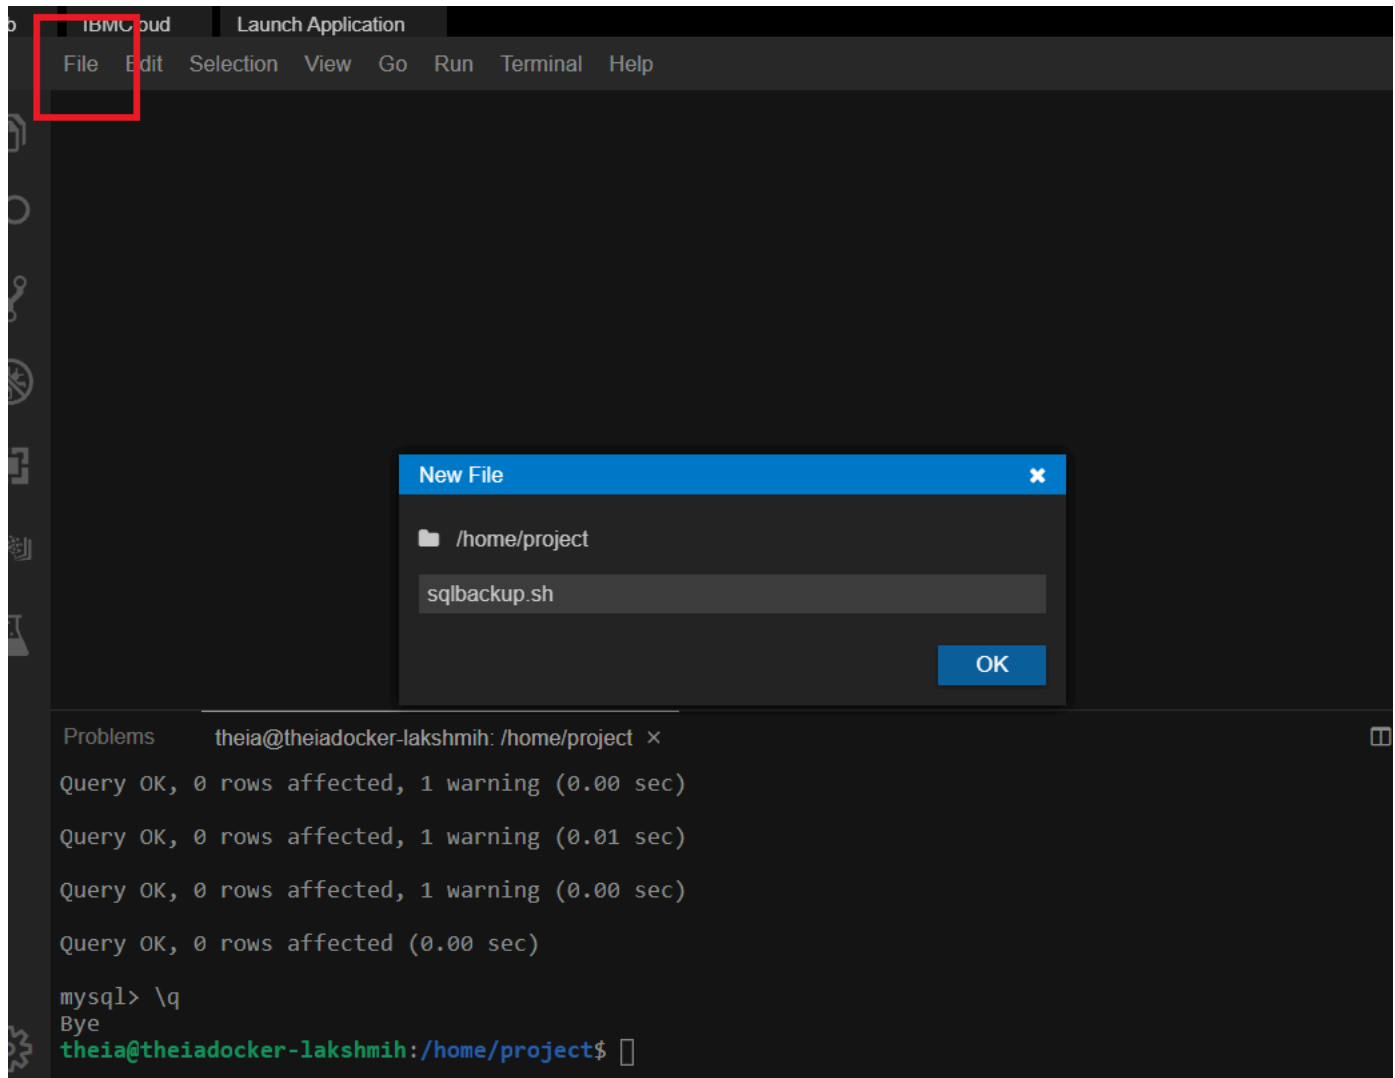 b IBMCloud Launch Application
File Edit Selection View Go Run Terminal Help
New File
/home/project
sqlbackup.sh
OK
Problems theia@theiadocker-lakshmih: /home/project
Query OK, 0 rows affected, 1 warning (0.00 sec)
Query OK, 0 rows affected, 1 warning (0.01 sec)
Query OK, 0 rows affected, 1 warning (0.00 sec)
Query OK, 0 rows affected (0.00 sec)
mysql> \q
Bye
theia@theiadocker-lakshmih:/home/project$